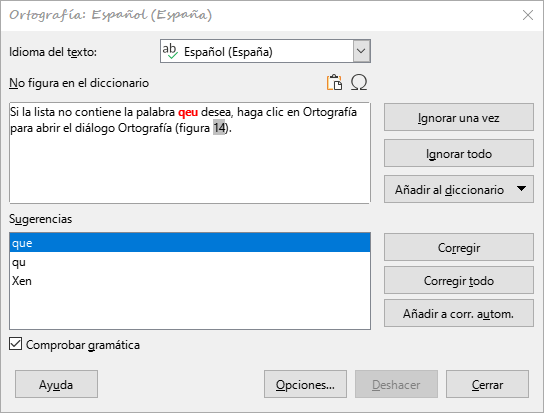 Ortografía: Español (España)
Idioma del texto:
Español (España)
No figura en el diccionario
Si la lista no contiene la palabra qeu desea, haga clic en Ortografía
para abrir el diálogo Ortografía (figura 14).
Ignorar una vez
Ignorar todo
Añadir al diccionario
Sugerencias
que
qu
Xen
Corregir
Corregir todo
Añadir a corr. autom.
Comprobar gramática
Ayuda
Opciones...
Deshacer
Cerrar